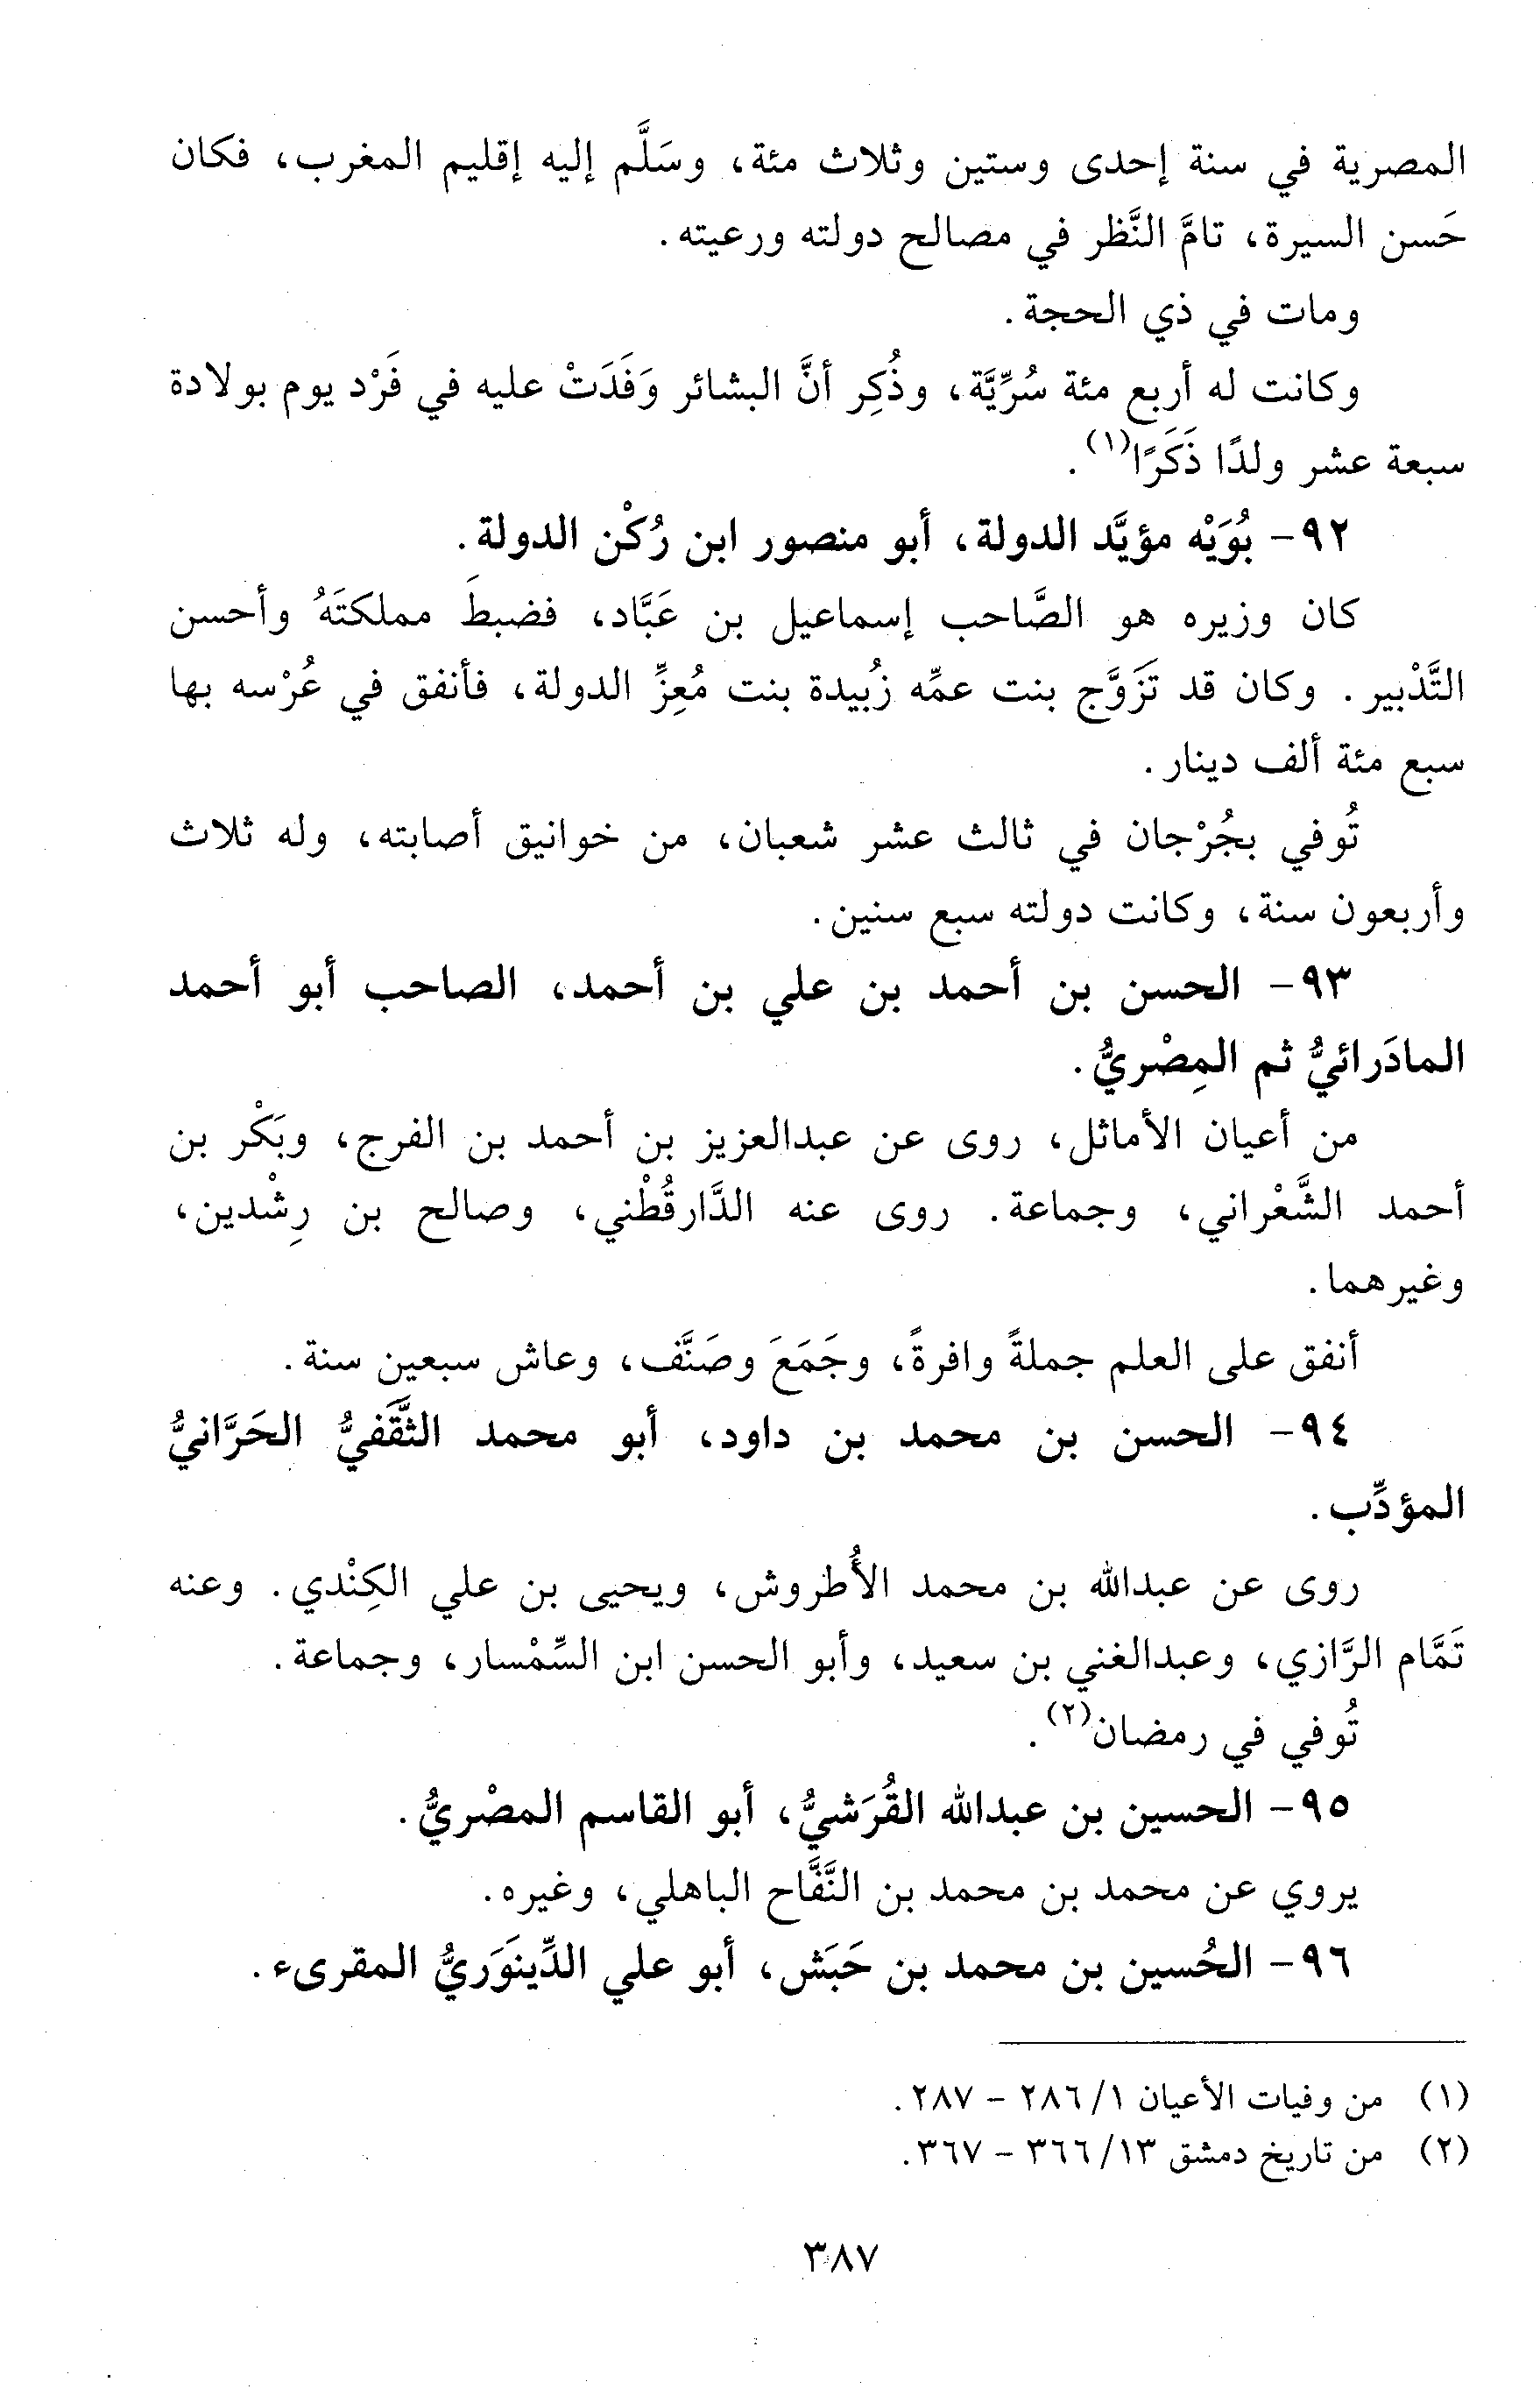 المصرية في سنة إحدى وستين وثلاث مئة، وسَلَّم إليه إقليم المغرب، فكان
حَسن السيرة، تامَّ النَّظر في مصالح دولته ورعيته.
ومات في ذي الحجة.
وكانت له أربع مئة سُرِّيَّة، وذُكِر أنَّ البشائر وَفَدَتْ عليه في فَرْد يوم بولادة
سبعة عشر ولدًا ذَكَرًا(١).
٩٢- بُوَيْه مؤيَّد الدولة، أبو منصور ابن رُكْن الدولة.
كان وزيره هو الصَّاحب إسماعيل بن عَبَّاد، فضبطَ مملكتَهُ وأحسن
التَّدْبير. وكان قد تَزَوَّج بنت عمِّه زُبيدة بنت مُعِزِّ الدولة، فأنفق في عُرْسه بها
سبع مئة ألف دينار.
تُوفي بجُرْجان في ثالث عشر شعبان، من خوانيق أصابته، وله ثلاث
وأربعون سنة، وكانت دولته سبع سنين.
٩٣- الحسن بن أحمد بن علي بن أحمد، الصاحب أبو أحمد
المادَرائيُّ ثم المِصْريُّ.
من أعيان الأماثل، روى عن عبدالعزيز بن أحمد بن الفرج، وبَكْر بن
أحمد الشَّعْراني، وجماعة. روى عنه الدَّارقُطْني، وصالح بن رِشْدين،
وغيرهما.
أنفق على العلم جملةً وافرةً، وجَمَعَ وصَنَّف، وعاش سبعين سنة.
٩٤- الحسن بن محمد بن داود، أبو محمد الثَّقَفيُّ الحَرَّانيُّ
المؤدِّب.
روى عن عبدالله بن محمد الأُطروش، ويحيى بن علي الكِنْدي. وعنه
تَمَّام الرَّازي، وعبدالغني بن سعيد، وأبو الحسن ابن السِّمْسار، وجماعة.
تُوفي في رمضان(٢).
٩٥- الحسين بن عبدالله القُرَشيُّ، أبو القاسم المصْريُّ.
يروي عن محمد بن محمد بن النَّفَّاح الباهلي، وغيره.
٩٦- الحُسين بن محمد بن حَبَش، أبو علي الدِّينَوَريُّ المقرىء.
(١) من وفيات الأعيان ١/ ٢٨٦ - ٢٨٧.
(٢) من تاريخ دمشق ١٣/ ٣٦٦ - ٣٦٧.
٣٨٧